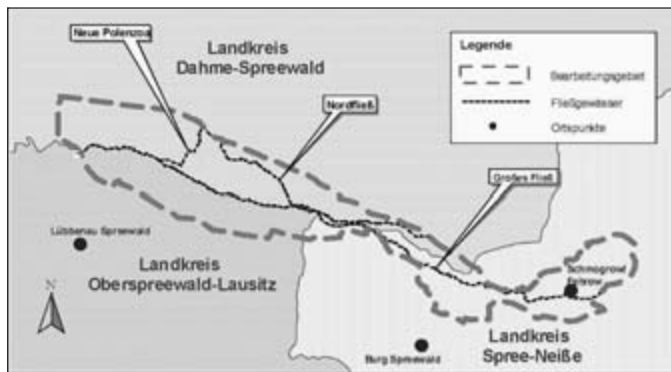 Neue Polenzoa
Landkreis
Dahme-Spreewald
Nordfließ
Großes Fließ
Lübbenau Spreewald
Landkreis
Oberspreewald-Lausitz
N
Schmogrow
Burg Spreewald
Landkreis
Spree-Neiße
Legende
Bearbeitungsgebiet
Fließgewässer
Ortspunkte